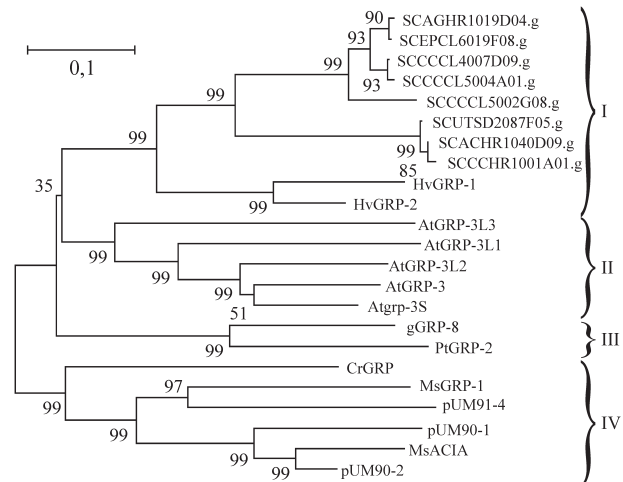 90
SCAGHR1019D04.g
SCEPCL6019F08.g
93
SCCCCL4007D09.g
99
SCCCCL5004A01.g
93
0,1
99
SCCCCL5002G08.g
I
SCUTSD2087F05.g
99
SCACHR1040D09.g
99
SCCCHR1001A01.g
85
HvGRP-1
35
99
HvGRP-2
AtGRP-3L3
99
AtGRP-3L1
99
AtGRP-3L2
II
99
AtGRP-3
51
Atgrp-3S
gGRP-8
III
99
PtGRP-2
CrGRP
97
MsGRP-1
99
pUM91-4
IV
99
pUM90-1
99
MsACIA
99
pUM90-2